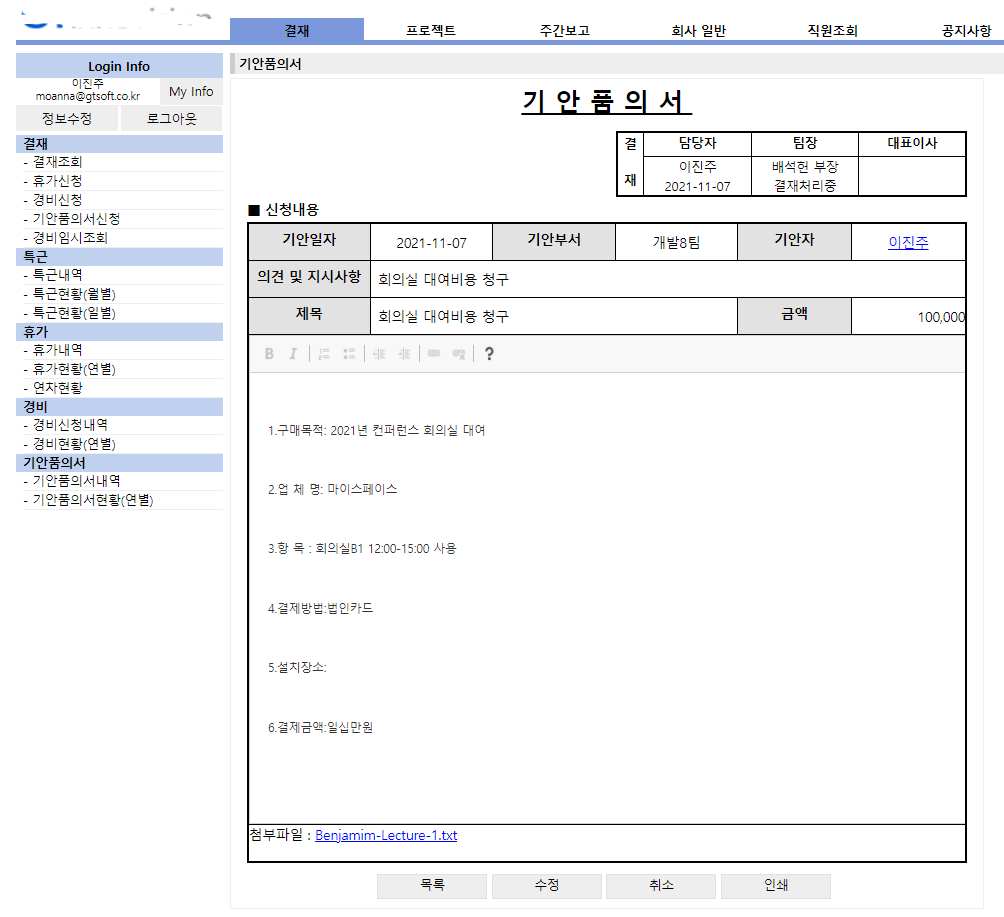 결재 프로젝트 주간보고 회사 일반 직원조회 공지사항
Login Info
이진주
moanna@gtsoft.co.kr
My Info
정보수정 로그아웃
결재
- 결재조회
- 휴가신청
- 경비신청
- 기안품의서신청
- 경비임시조회
특근
- 특근내역
- 특근현황(월별)
- 특근현황(일별)
휴가
- 휴가내역
- 휴가현황(연별)
- 연차현황
경비
- 경비신청내역
- 경비현황(연별)
기안품의서
- 기안품의서내역
- 기안품의서현황(연별)
기안품의서
기 안 품 의 서
결재 담당자 팀장 대표이사
이진주 배석헌 부장
2021-11-07 결재처리중
■ 신청내용
기안일자 2021-11-07 기안부서 개발8팀 기안자 이진주
의견 및 지시사항 회의실 대여비용 청구
제목 회의실 대여비용 청구 금액 100,000
B I ?
1.구매목적: 2021년 컨퍼런스 회의실 대여
2.업 체 명: 마이스페이스
3.항 목 : 회의실B1 12:00-15:00 사용
4.결제방법:법인카드
5.설치장소:
6.결제금액:일십만원
첨부파일 : Benjamim-Lecture-1.txt
목록 수정 취소 인쇄